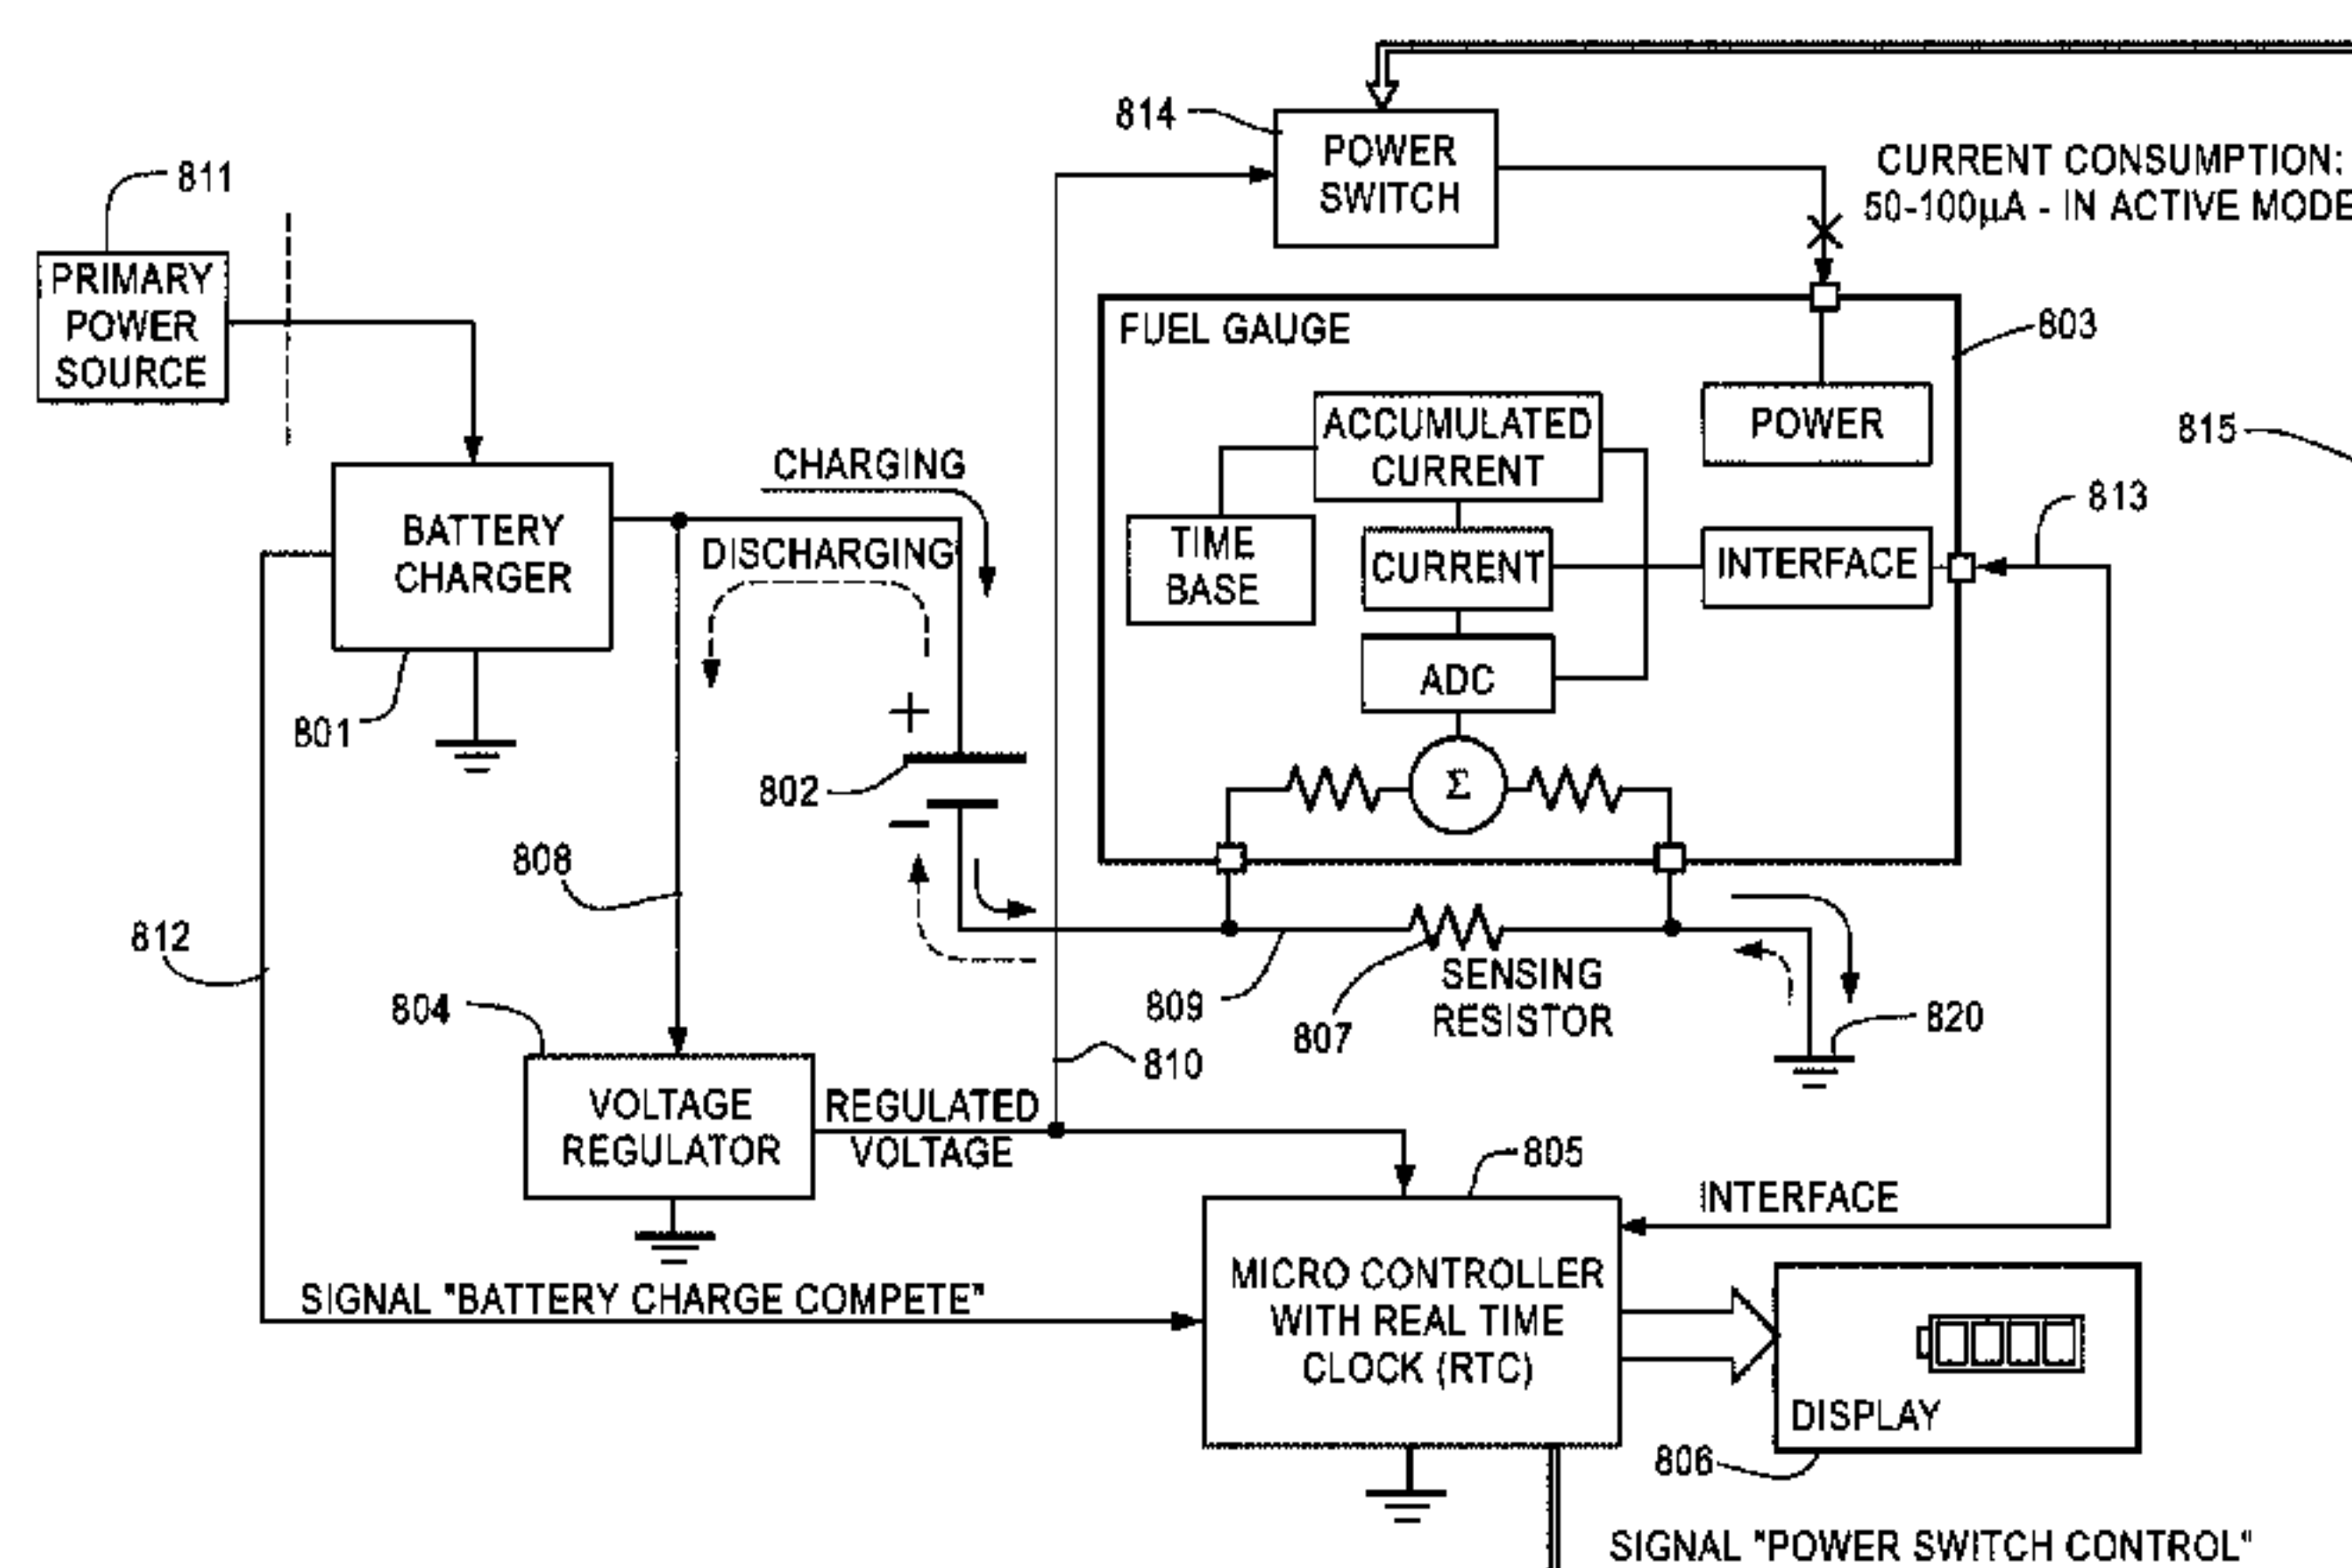 814
POWER
SWITCH
CURRENT CONSUMPTION:
50-100µA - IN ACTIVE MODE
811
PRIMARY
POWER
SOURCE
FUEL GAUGE
803
ACCUMULATED
CURRENT
POWER
815
CHARGING
813
BATTERY
CHARGER
DISCHARGING
TIME
BASE
CURRENT
INTERFACE
ADC
801
+
802
Σ
−
808
812
804
809
807
SENSING
RESISTOR
820
810
VOLTAGE
REGULATOR
REGULATED
VOLTAGE
805
INTERFACE
SIGNAL "BATTERY CHARGE COMPETE"
MICRO CONTROLLER
WITH REAL TIME
CLOCK (RTC)
DISPLAY
806
SIGNAL "POWER SWITCH CONTROL"